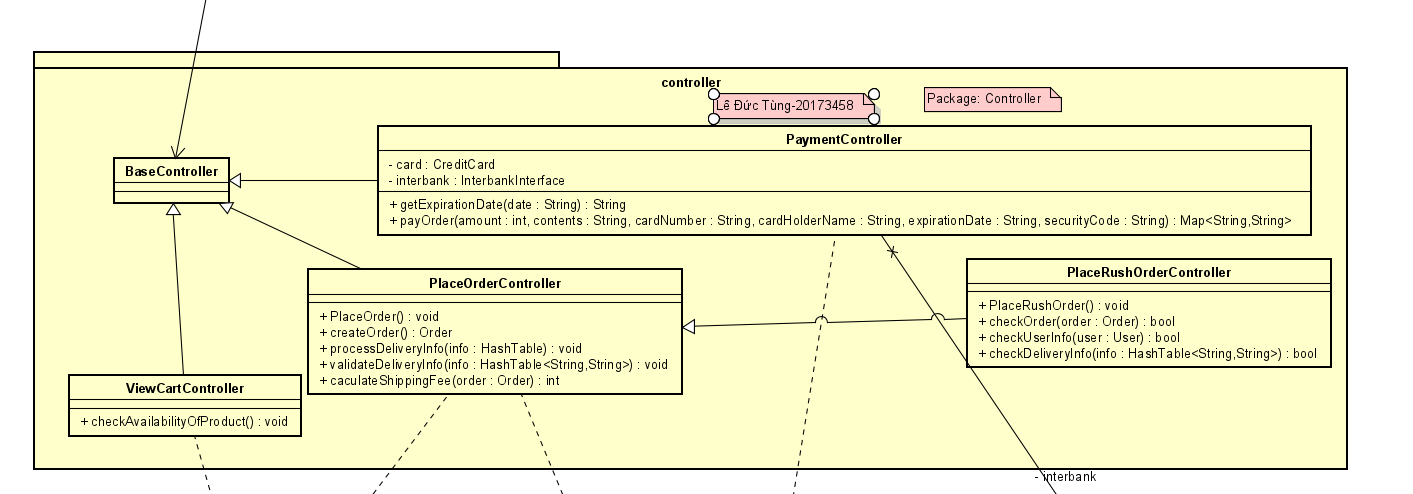 controller
Lê Đức Tùng-20173458
Package: Controller
BaseController
PaymentController
- card : CreditCard
- interbank : InterbankInterface
+ getExpirationDate(date : String) : String
+ payOrder(amount : int, contents : String, cardNumber : String, cardHolderName : String, expirationDate : String, securityCode : String) : Map<String,String>
PlaceOrderController
+ PlaceOrder() : void
+ createOrder() : Order
+ processDeliveryInfo(info : HashTable) : void
+ validateDeliveryInfo(info : HashTable<String,String>) : void
+ caculateShippingFee(order : Order) : int
PlaceRushOrderController
+ PlaceRushOrder() : void
+ checkOrder(order : Order) : bool
+ checkUserInfo(user : User) : bool
+ checkDeliveryInfo(info : HashTable<String,String>) : bool
ViewCartController
+ checkAvailabilityOfProduct() : void
- interbank